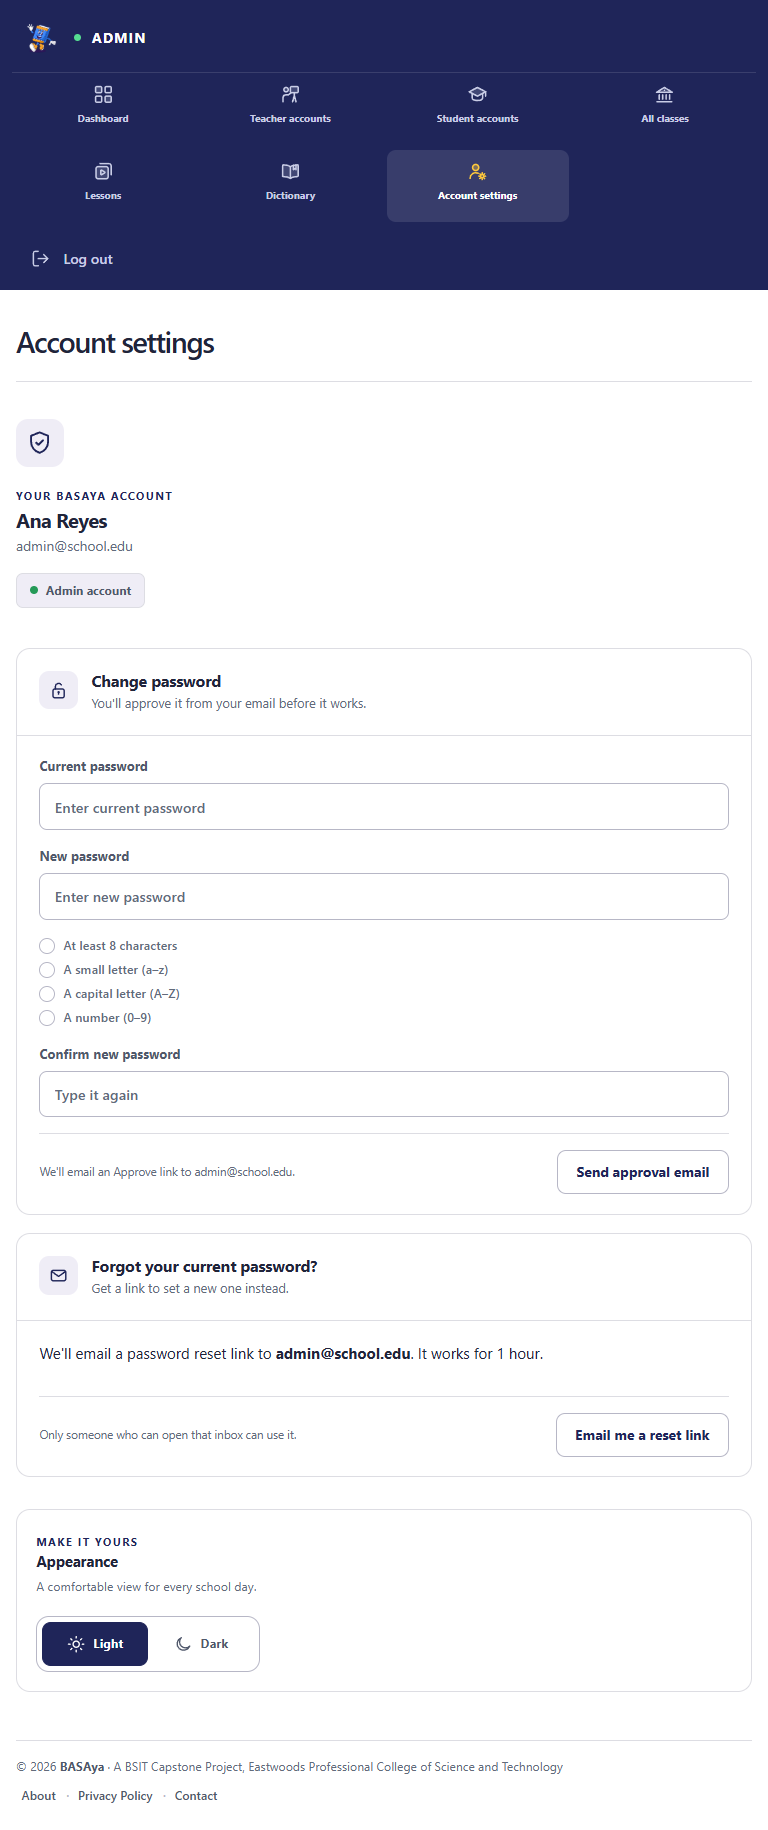 ADMIN
Dashboard
Teacher accounts
Student accounts
All classes
Lessons
Dictionary
Account settings
Log out
Account settings
YOUR BASAYA ACCOUNT
Ana Reyes
admin@school.edu
Admin account
Change password
You'll approve it from your email before it works.
Current password
Enter current password
New password
Enter new password
At least 8 characters
A small letter (a–z)
A capital letter (A–Z)
A number (0–9)
Confirm new password
Type it again
We'll email an Approve link to admin@school.edu.
Send approval email
Forgot your current password?
Get a link to set a new one instead.
We'll email a password reset link to admin@school.edu. It works for 1 hour.
Only someone who can open that inbox can use it.
Email me a reset link
MAKE IT YOURS
Appearance
A comfortable view for every school day.
Light
Dark
© 2026 BASAya · A BSIT Capstone Project, Eastwoods Professional College of Science and Technology
About · Privacy Policy · Contact